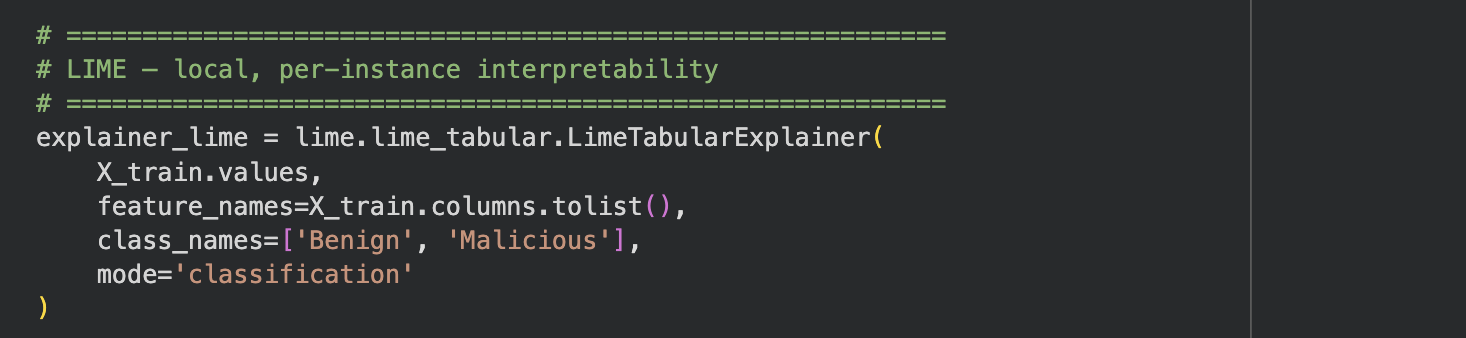 # ==========================================================
# LIME – local, per-instance interpretability
# ==========================================================
explainer_lime = lime.lime_tabular.LimeTabularExplainer(
    X_train.values,
    feature_names=X_train.columns.tolist(),
    class_names=['Benign', 'Malicious'],
    mode='classification'
)